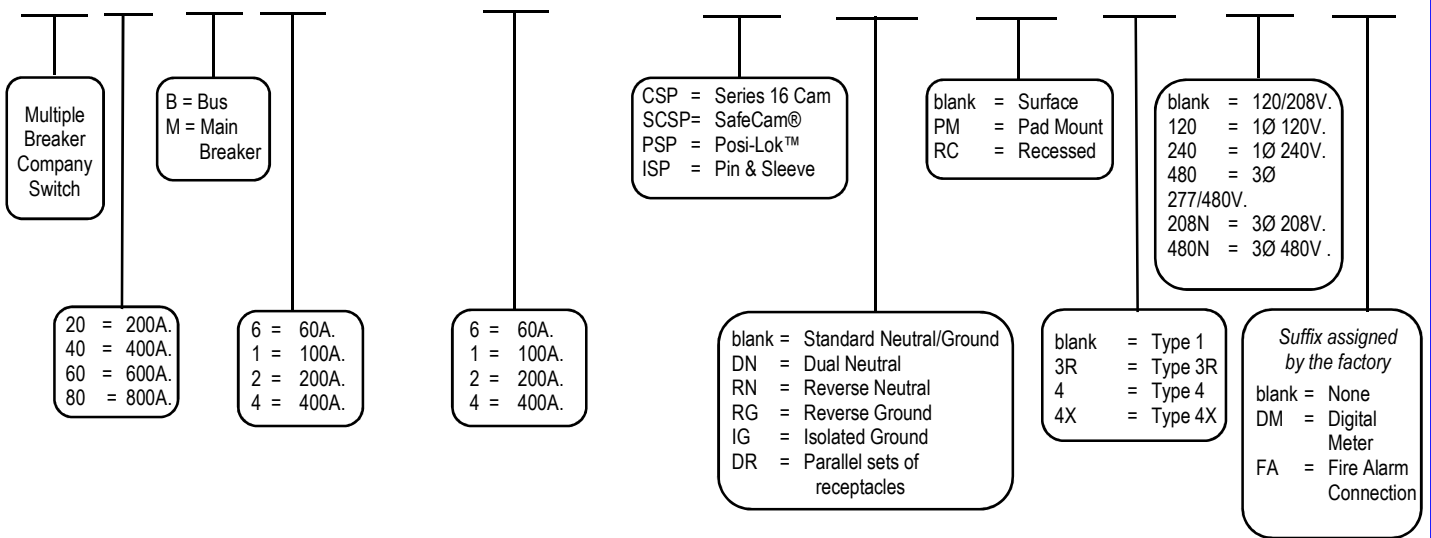 Multiple
Breaker
Company
Switch
B = Bus
M = Main
Breaker
CSP = Series 16 Cam
SCSP= SafeCam®
PSP = Posi-Lok™
ISP = Pin & Sleeve
blank = Surface
PM = Pad Mount
RC = Recessed
blank = 120/208V.
120 = 1Ø 120V.
240 = 1Ø 240V.
480 = 3Ø
277/480V.
208N = 3Ø 208V.
480N = 3Ø 480V .
20 = 200A.
40 = 400A.
60 = 600A.
80 = 800A.
6 = 60A.
1 = 100A.
2 = 200A.
4 = 400A.
6 = 60A.
1 = 100A.
2 = 200A.
4 = 400A.
blank = Standard Neutral/Ground
DN = Dual Neutral
RN = Reverse Neutral
RG = Reverse Ground
IG = Isolated Ground
DR = Parallel sets of
receptacles
blank = Type 1
3R = Type 3R
4 = Type 4
4X = Type 4X
Suffix assigned
by the factory
blank = None
DM = Digital
Meter
FA = Fire Alarm
Connection